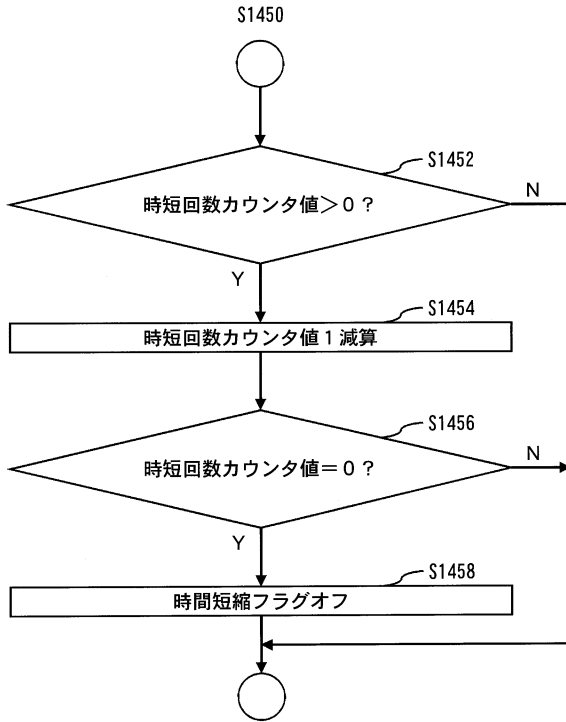 S1450
S1452
時短回数カウンタ値＞０？
N
Y
S1454
時短回数カウンタ値１減算
S1456
時短回数カウンタ値＝０？
N
Y
S1458
時間短縮フラグオフ